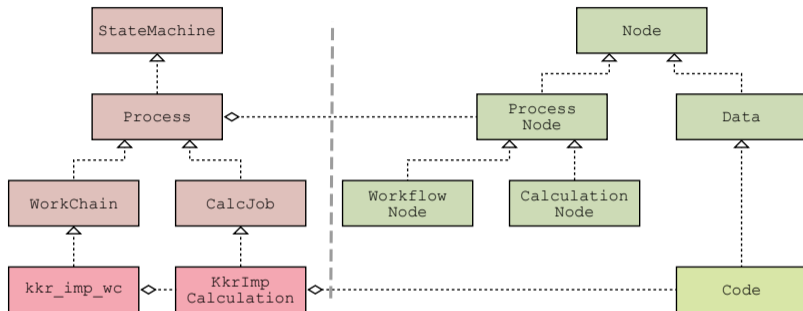 StateMachine
Node
Process
Process
Node
Data
WorkChain
CalcJob
Workflow
Node
Calculation
Node
kkr_imp_wc
KkrImp
Calculation
Code